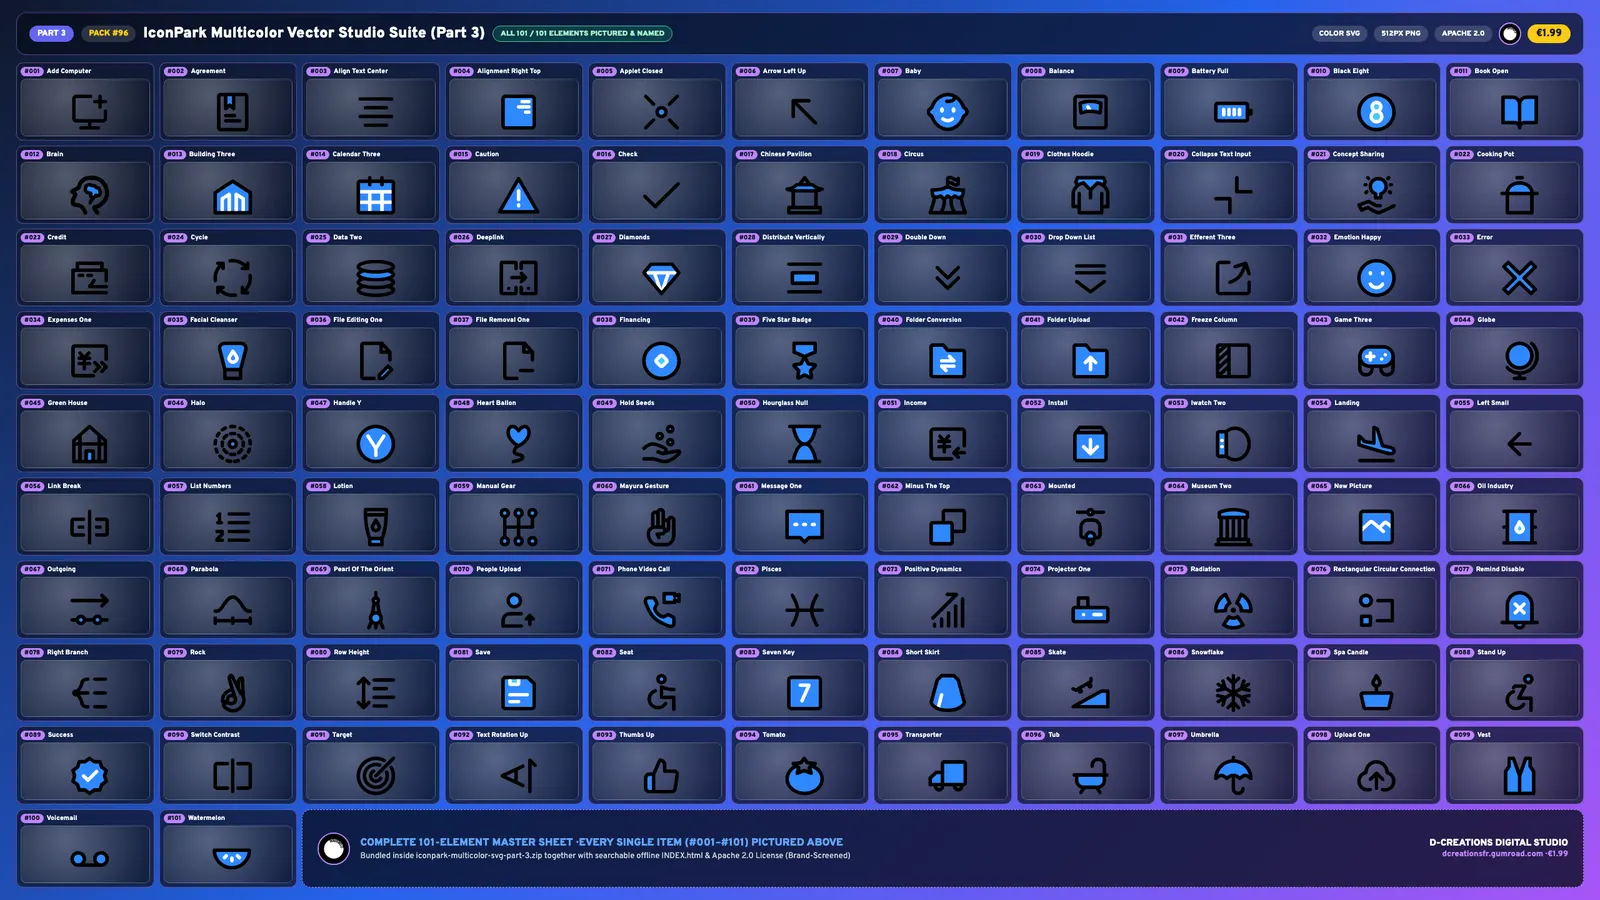 PART 3 PACK #96 IconPark Multicolor Vector Studio Suite (Part 3) ALL 101 / 101 ELEMENTS PICTURED & NAMED COLOR SVG 512PX PNG APACHE 2.0 €1.99
#001 Add Computer #002 Agreement #003 Align Text Center #004 Alignment Right Top #005 Applet Closed #006 Arrow Left Up #007 Baby #008 Balance #009 Battery Full #010 Black Eight #011 Book Open
8
#012 Brain #013 Building Three #014 Calendar Three #015 Caution #016 Check #017 Chinese Pavilion #018 Circus #019 Clothes Hoodie #020 Collapse Text Input #021 Concept Sharing #022 Cooking Pot
#023 Credit #024 Cycle #025 Data Two #026 Deeplink #027 Diamonds #028 Distribute Vertically #029 Double Down #030 Drop Down List #031 Efferent Three #032 Emotion Happy #033 Error
#034 Expenses One #035 Facial Cleanser #036 File Editing One #037 File Removal One #038 Financing #039 Five Star Badge #040 Folder Conversion #041 Folder Upload #042 Freeze Column #043 Game Three #044 Globe
¥
#045 Green House #046 Halo #047 Handle Y #048 Heart Ballon #049 Hold Seeds #050 Hourglass Null #051 Income #052 Install #053 Iwatch Two #054 Landing #055 Left Small
Y ¥
#056 Link Break #057 List Numbers #058 Lotion #059 Manual Gear #060 Mayura Gesture #061 Message One #062 Minus The Top #063 Mounted #064 Museum Two #065 New Picture #066 Oil Industry
1
2
#067 Outgoing #068 Parabola #069 Pearl Of The Orient #070 People Upload #071 Phone Video Call #072 Pisces #073 Positive Dynamics #074 Projector One #075 Radiation #076 Rectangular Circular Connection #077 Remind Disable
#078 Right Branch #079 Rock #080 Row Height #081 Save #082 Seat #083 Seven Key #084 Short Skirt #085 Skate #086 Snowflake #087 Spa Candle #088 Stand Up
7
#089 Success #090 Switch Contrast #091 Target #092 Text Rotation Up #093 Thumbs Up #094 Tomato #095 Transporter #096 Tub #097 Umbrella #098 Upload One #099 Vest
A
#100 Voicemail #101 Watermelon
COMPLETE 101-ELEMENT MASTER SHEET · EVERY SINGLE ITEM (#001–#101) PICTURED ABOVE
Bundled inside iconpark-multicolor-svg-part-3.zip together with searchable offline INDEX.html & Apache 2.0 License (Brand-Screened)
D-CREATIONS DIGITAL STUDIO
dcreationsfr.gumroad.com · €1.99